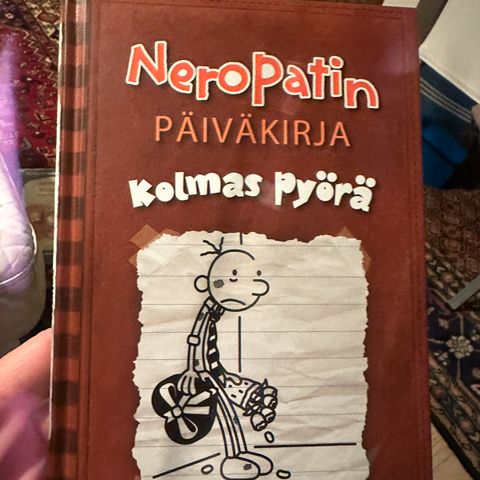 Neropatin
PÄIVÄKIRJA
Kolmas pyörä